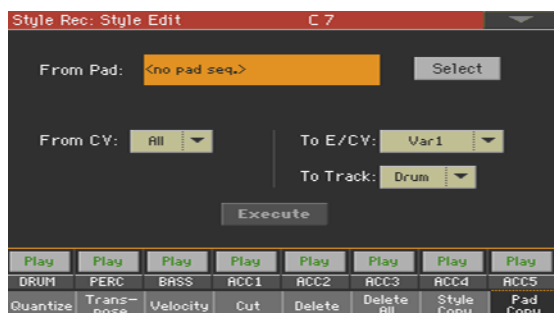 Style Rec: Style Edit C 7
From Pad: <no pad seq.> Select
From CV: All To E/CV: Var1
To Track: Drum
Execute
Play Play Play Play Play Play Play Play
DRUM PERC BASS ACC1 ACC2 ACC3 ACC4 ACC5
Quantize Trans-pose Velocity Cut Delete Delete All Style Copy Pad Copy